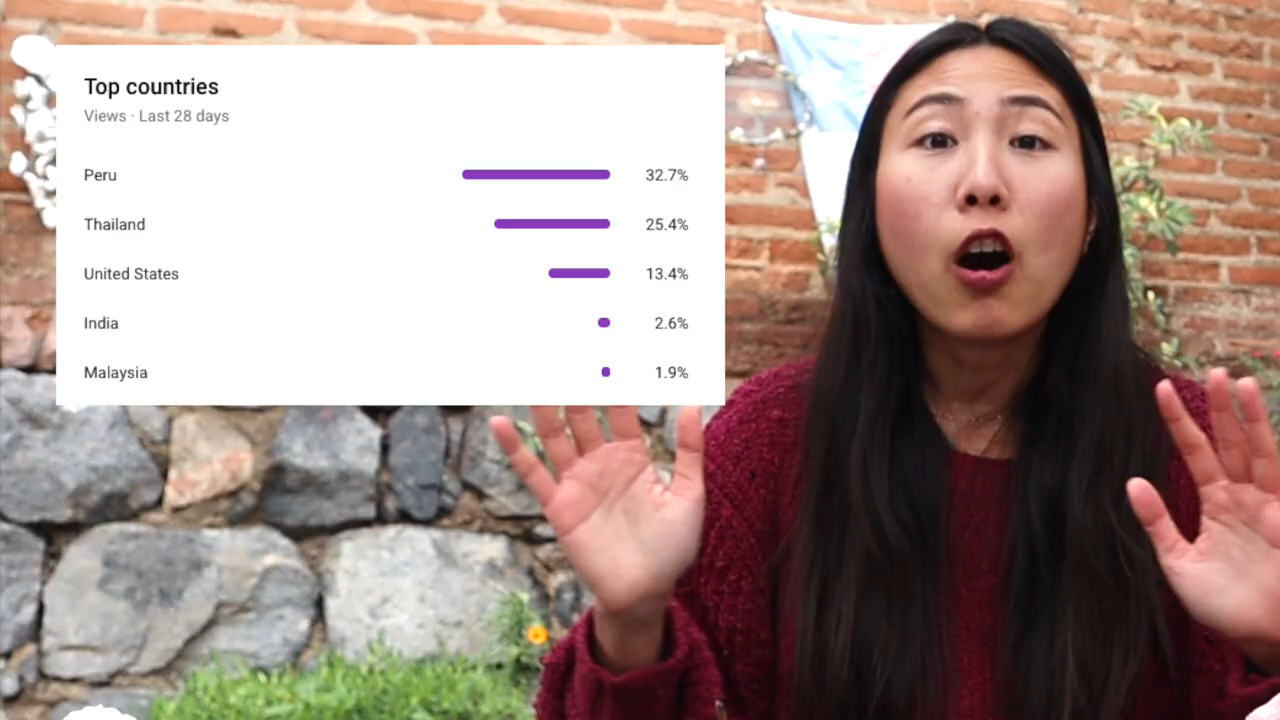 Top countries
Views · Last 28 days
Peru 32.7%
Thailand 25.4%
United States 13.4%
India 2.6%
Malaysia 1.9%